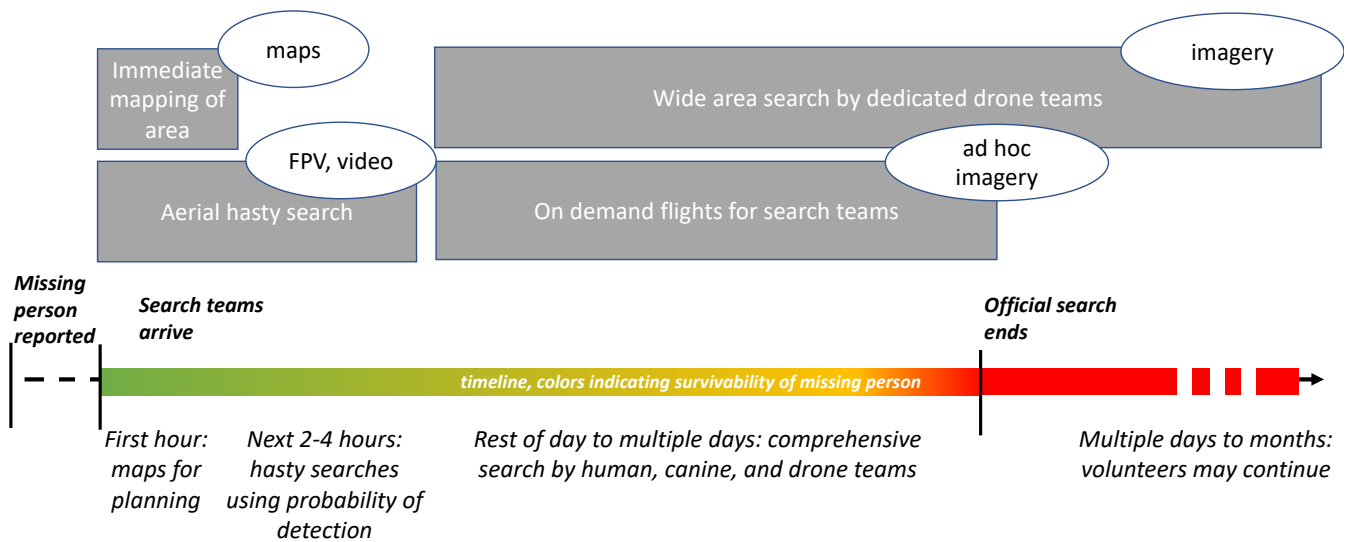 maps
Immediate
mapping of
area
imagery
Wide area search by dedicated drone teams
FPV, video
Aerial hasty search
ad hoc
imagery
On demand flights for search teams
Missing
person
reported
Search teams
arrive
Official search
ends
timeline, colors indicating survivability of missing person
First hour:
maps for
planning
Next 2-4 hours:
hasty searches
using probability of
detection
Rest of day to multiple days: comprehensive
search by human, canine, and drone teams
Multiple days to months:
volunteers may continue